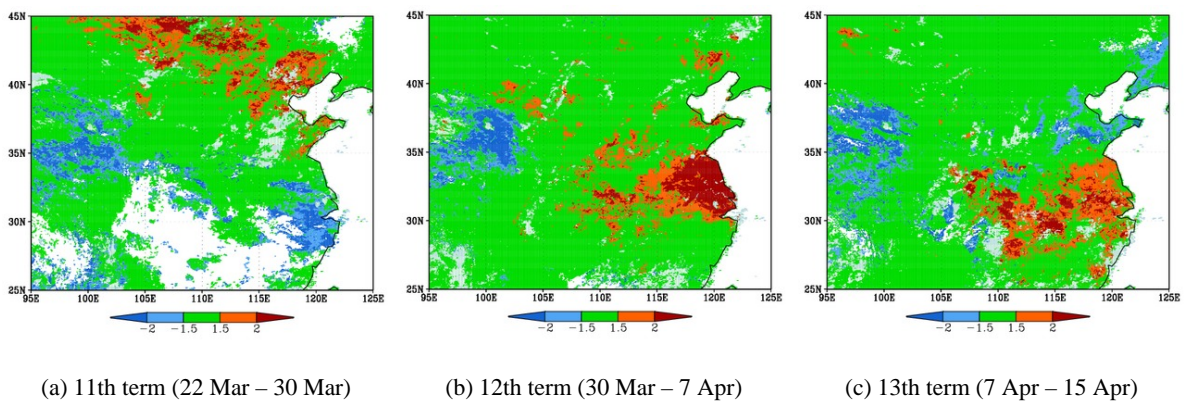 45N 45N 45N
40N 40N 40N
35N 35N 35N
30N 30N 30N
25N 25N 25N
95E 100E 105E 110E 115E 120E 125E 95E 100E 105E 110E 115E 120E 125E 95E 100E 105E 110E 115E 120E 125E
-2 -1.5 1.5 2 -2 -1.5 1.5 2 -2 -1.5 1.5 2
(a) 11th term (22 Mar – 30 Mar) (b) 12th term (30 Mar – 7 Apr) (c) 13th term (7 Apr – 15 Apr)